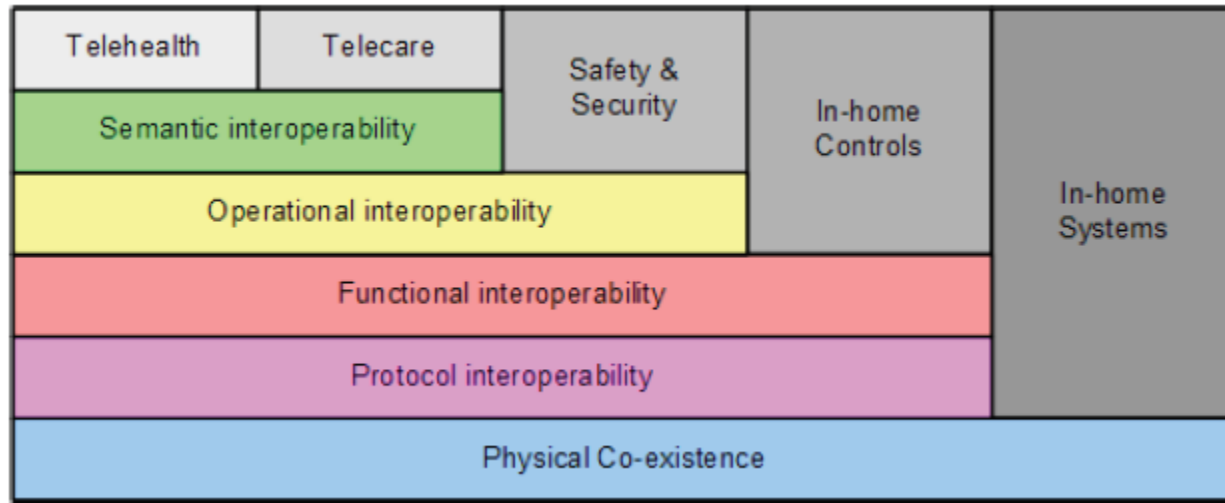 Telehealth
Telecare
Safety &
Security
In-home
Controls
In-home
Systems
Semantic interoperability
Operational interoperability
Functional interoperability
Protocol interoperability
Physical Co-existence